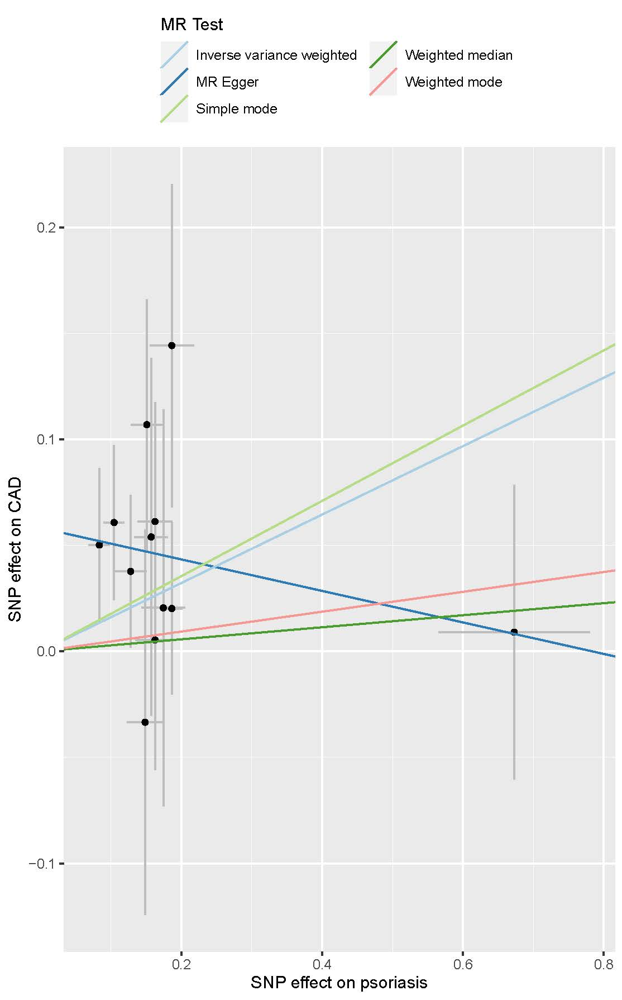 MR Test
Inverse variance weighted
Weighted median
MR Egger
Weighted mode
Simple mode
0.2
0.1
0.0
−0.1
SNP effect on CAD
0.2
0.4
0.6
0.8
SNP effect on psoriasis